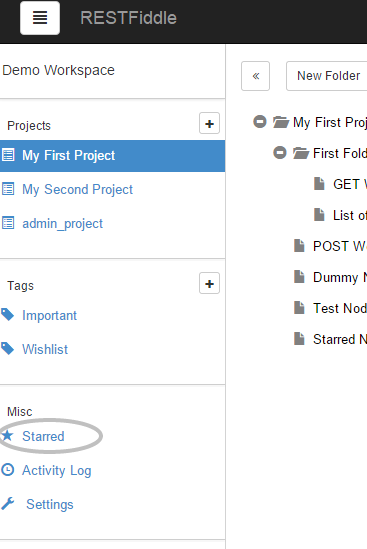 RESTFiddle
Demo Workspace
Projects
My First Project
My Second Project
admin_project
Tags
Important
Wishlist
Misc
Starred
Activity Log
Settings
«
New Folder
My First Proj
First Fold
GET
List of
POST
Dummy
Test Nod
Starred